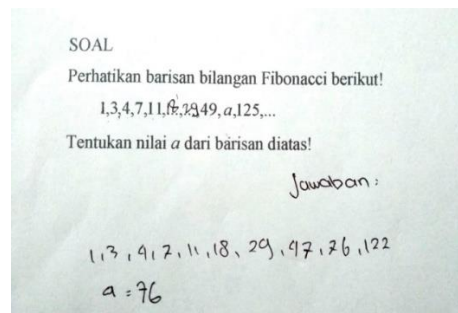 SOAL
Perhatikan barisan bilangan Fibonacci berikut!
1,3,4,7,11,18,29,49, a,125,...
Tentukan nilai a dari barisan diatas!
Jawaban:
1,3,4,7,11,18,29,47,76,122
a = 76